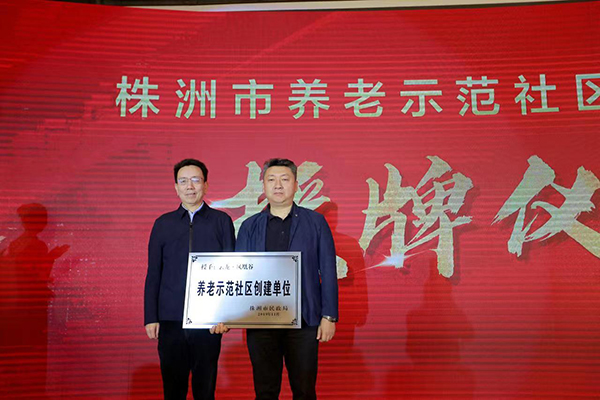 株洲市养老示范社区
授牌仪
养老示范社区创建单位
株洲市民政局